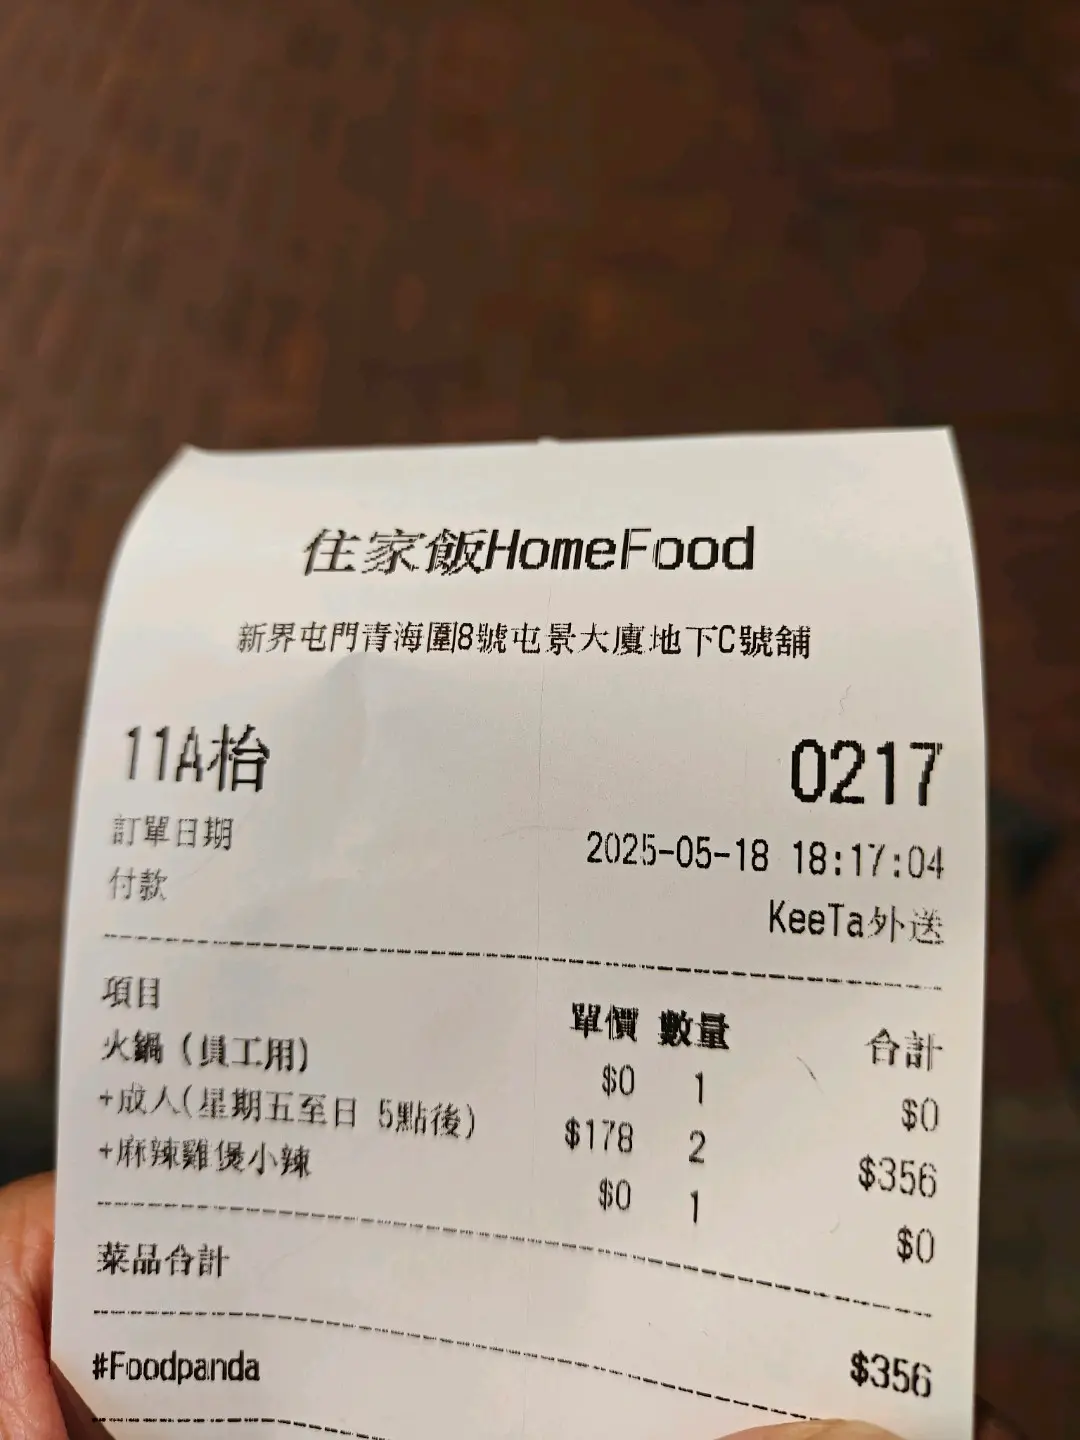 住家飯HomeFood
新界屯門青海圍8號屯景大廈地下C號舖
11A枱 0217
訂單日期 2025-05-18 18:17:04
付款 KeeTa外送
項目 單價 數量 合計
火鍋（員工用) $0 1 $0
+成人(星期五至日 5點後) $178 2 $356
+麻辣雞煲小辣 $0 1 $0
菜品合計 $356
#Foodpanda